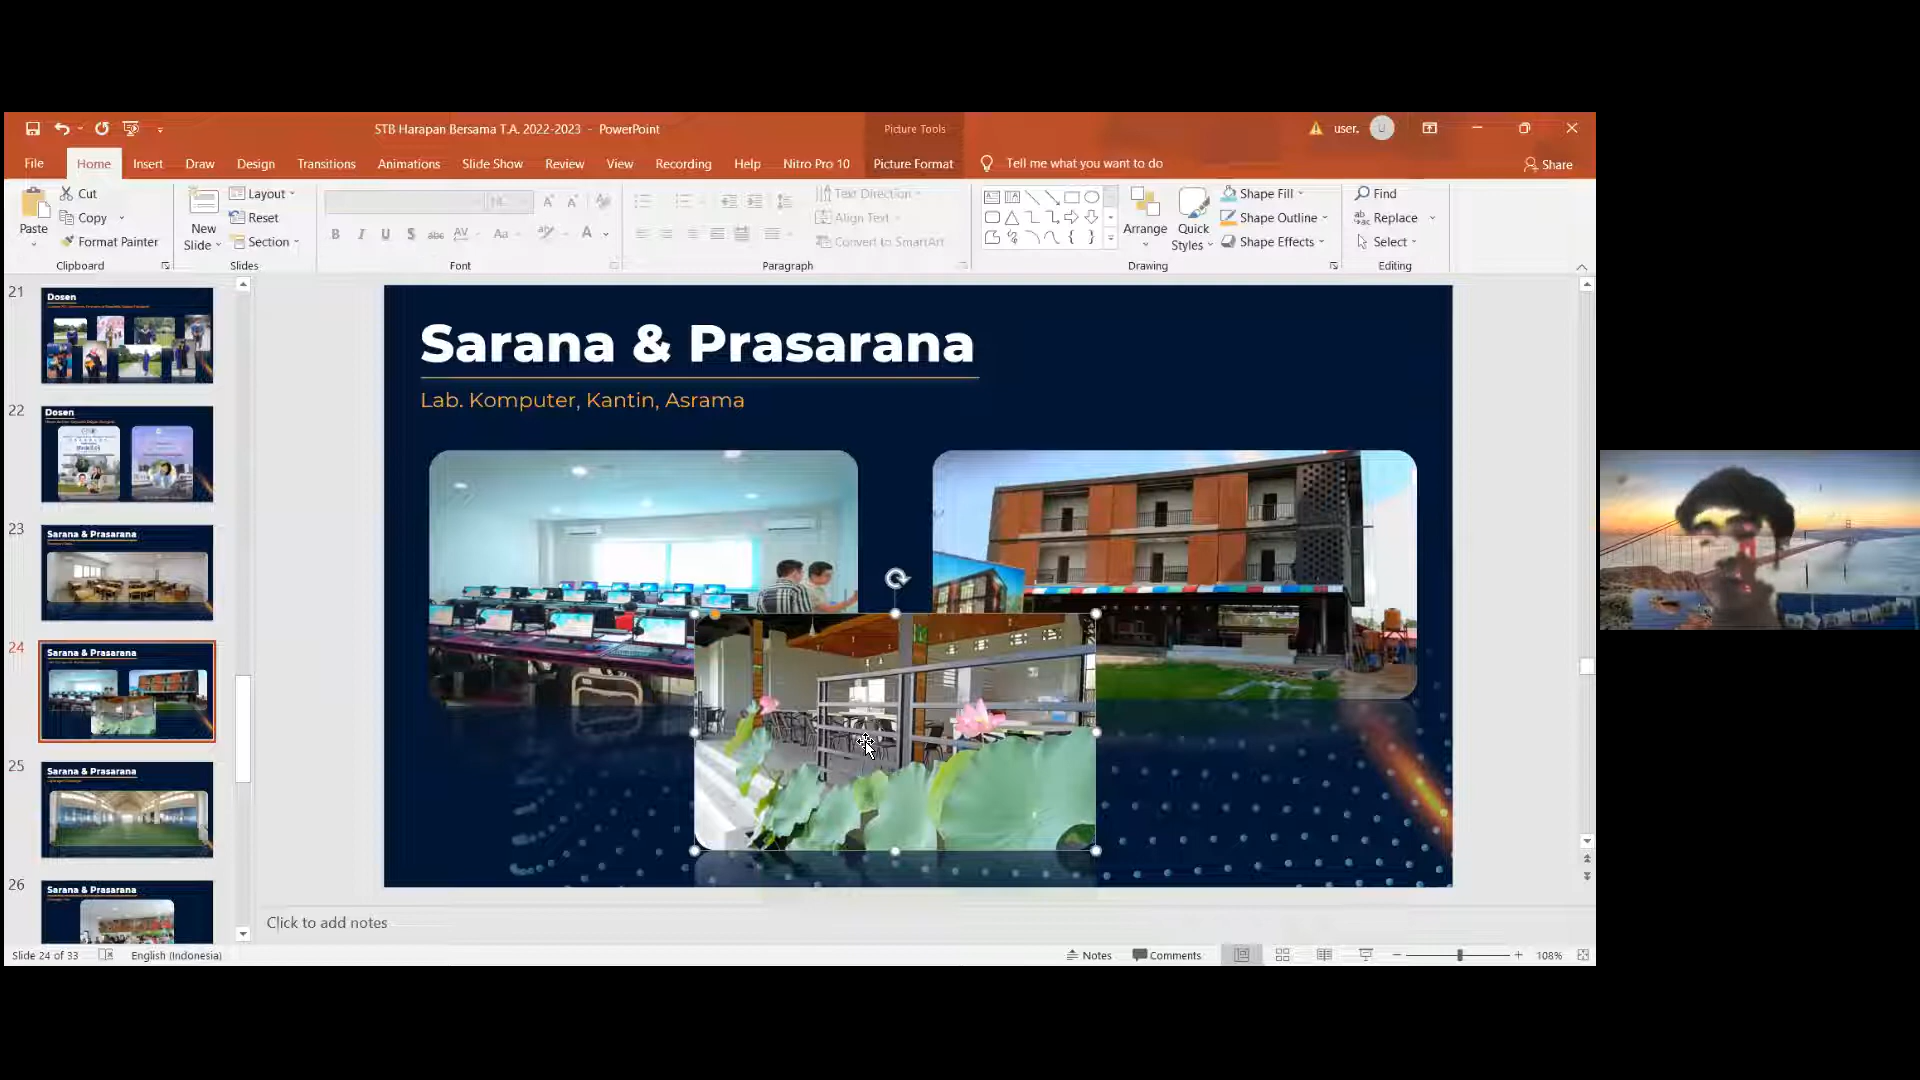 STB Harapan Bersama T.A. 2022-2023 - PowerPoint
Picture Tools
user,
U
File
Home
Insert
Draw
Design
Transitions
Animations
Slide Show
Review
View
Recording
Help
Nitro Pro 10
Picture Format
Tell me what you want to do
Share
Paste
Cut
Copy
Format Painter
Clipboard
New
Slide
Layout
Reset
Section
Slides
B I U S abc AV Aa A
Font
Text Direction
Align Text
Convert to SmartArt
Paragraph
Arrange
Quick
Styles
Shape Fill
Shape Outline
Shape Effects
Drawing
Find
Replace
Select
Editing
21
Dosen
22
Dosen
23
Sarana & Prasarana
24
Sarana & Prasarana
25
Sarana & Prasarana
26
Sarana & Prasarana
Sarana & Prasarana
Lab. Komputer, Kantin, Asrama
Click to add notes
Slide 24 of 33
English (Indonesia)
Notes
Comments
108%